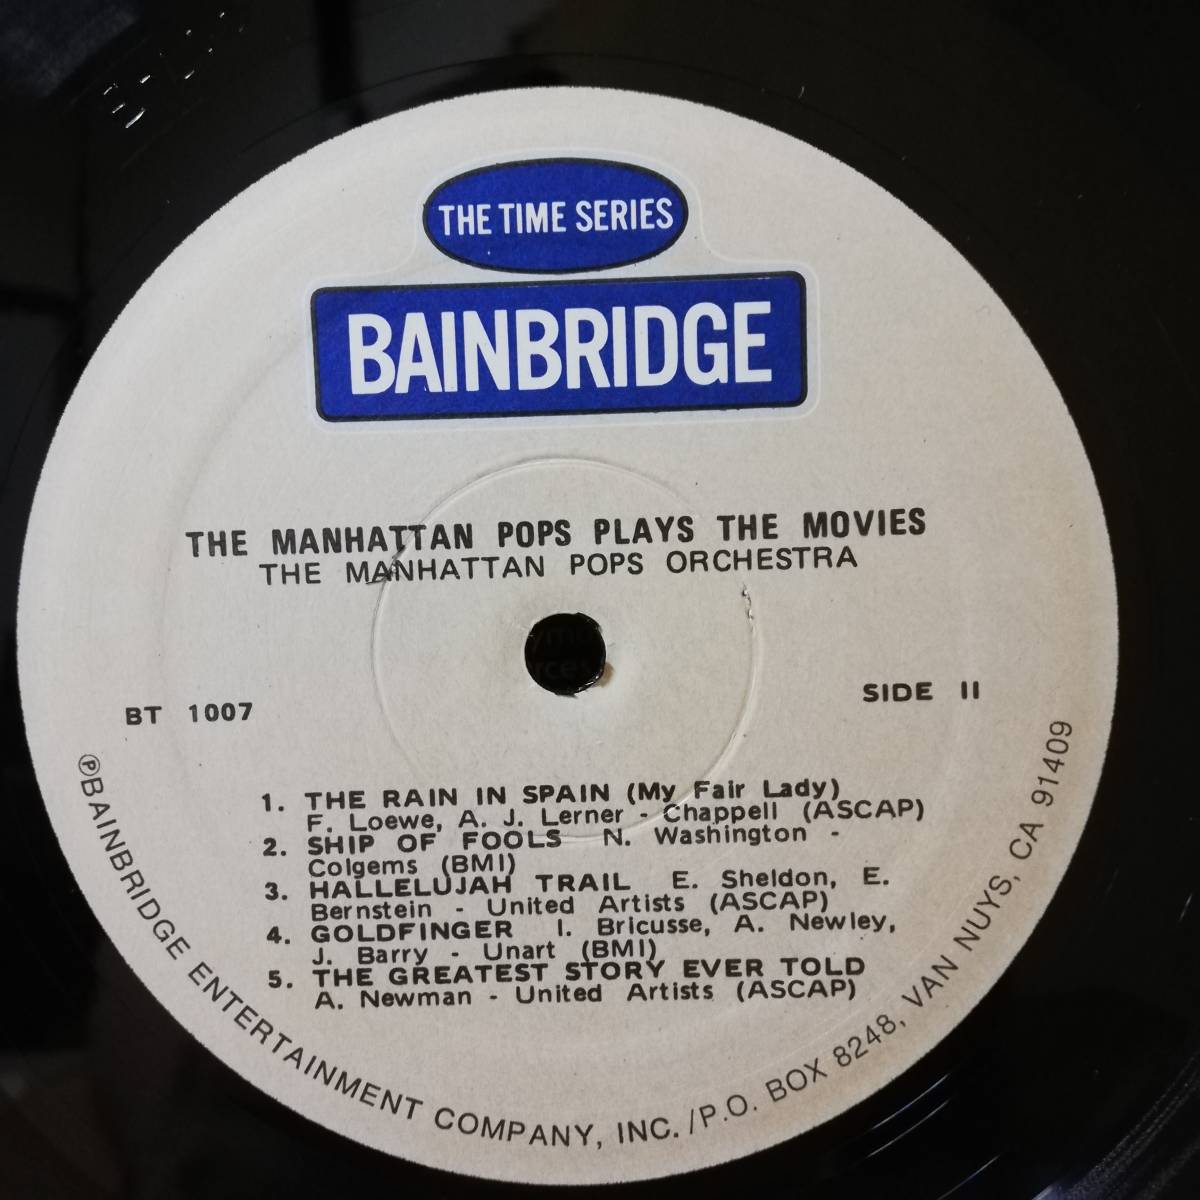 THE TIME SERIES
BAINBRIDGE
THE MANHATTAN POPS PLAYS THE MOVIES
THE MANHATTAN POPS ORCHESTRA
BT 1007
SIDE II
1. THE RAIN IN SPAIN (My Fair Lady)
F. Loewe, A. J. Lerner - Chappell (ASCAP)
2. SHIP OF FOOLS N. Washington -
Colgems (BMI)
3. HALLELUJAH TRAIL E. Sheldon, E.
Bernstein - United Artists (ASCAP)
4. GOLDFINGER I. Bricusse, A. Newley,
J. Barry - Unart (BMI)
5. THE GREATEST STORY EVER TOLD
A. Newman - United Artists (ASCAP)
℗BAINBRIDGE ENTERTAINMENT COMPANY, INC./P.O. BOX 8248, VAN NUYS, CA 91409